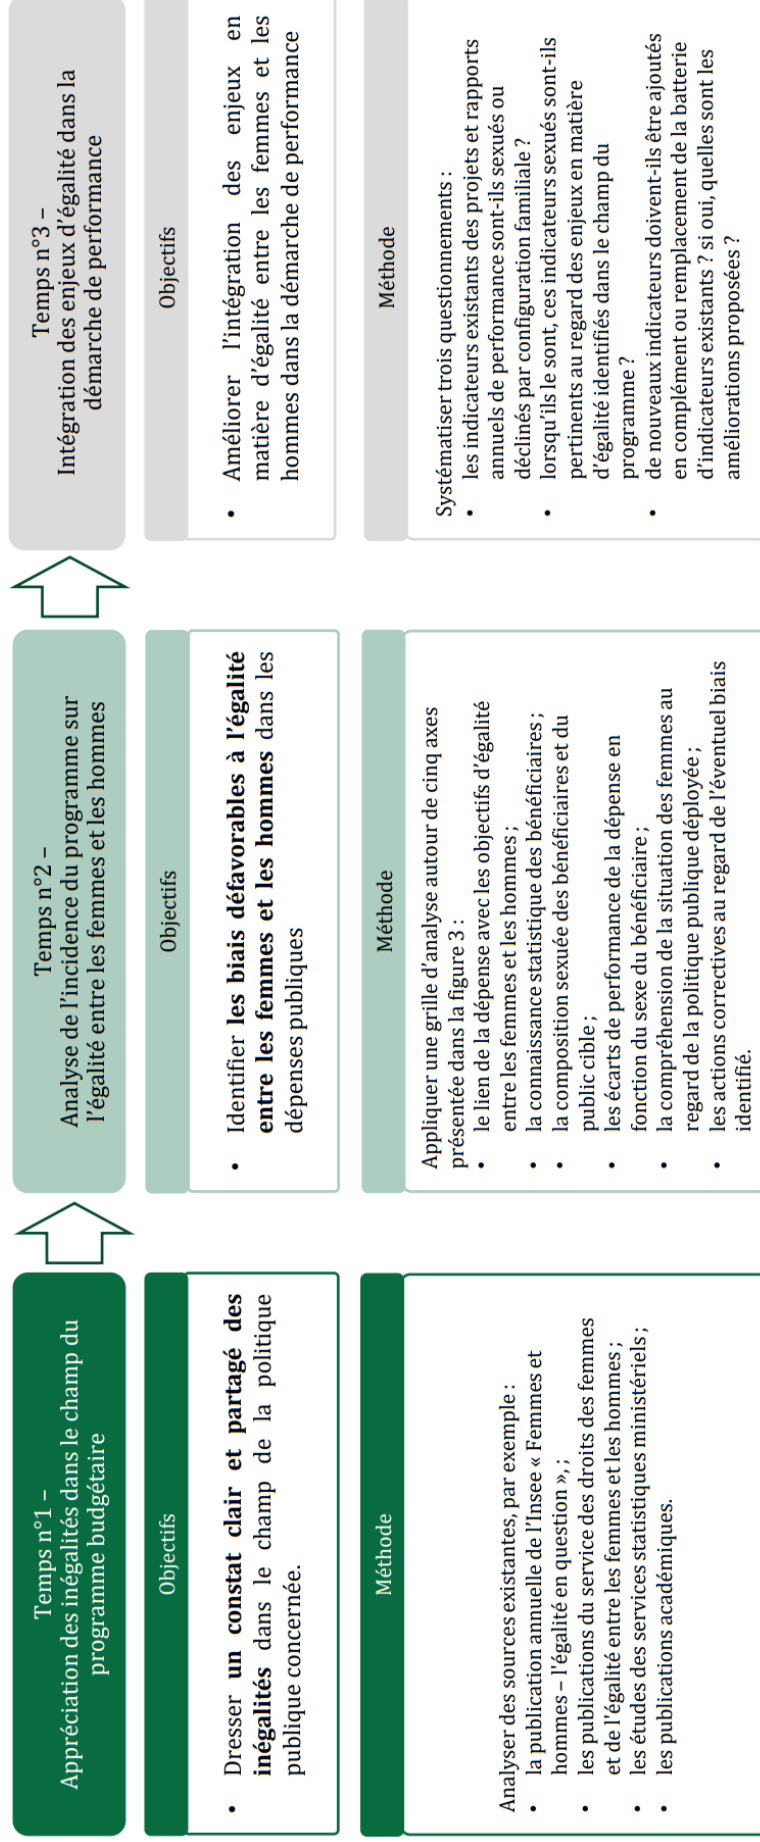 Temps n°1 –
Appréciation des inégalités dans le champ du
programme budgétaire
Objectifs
• Dresser un constat clair et partagé des
inégalités dans le champ de la politique
publique concernée.
Méthode
Analyser des sources existantes, par exemple :
• la publication annuelle de l'Insee « Femmes et
hommes – l'égalité en question », ;
• les publications du service des droits des femmes
et de l'égalité entre les femmes et les hommes ;
• les études des services statistiques ministériels ;
• les publications académiques.
Temps n°2 –
Analyse de l'incidence du programme sur
l'égalité entre les femmes et les hommes
Objectifs
• Identifier les biais défavorables à l'égalité
entre les femmes et les hommes dans les
dépenses publiques
Méthode
Appliquer une grille d'analyse autour de cinq axes
présentée dans la figure 3 :
• le lien de la dépense avec les objectifs d'égalité
entre les femmes et les hommes ;
• la connaissance statistique des bénéficiaires ;
• la composition sexuée des bénéficiaires et du
public cible ;
• les écarts de performance de la dépense en
fonction du sexe du bénéficiaire ;
• la compréhension de la situation des femmes au
regard de la politique publique déployée ;
• les actions correctives au regard de l'éventuel biais
identifié.
Temps n°3 –
Intégration des enjeux d'égalité dans la
démarche de performance
Objectifs
• Améliorer l'intégration des enjeux en
matière d'égalité entre les femmes et les
hommes dans la démarche de performance
Méthode
Systématiser trois questionnements :
• les indicateurs existants des projets et rapports
annuels de performance sont-ils sexués ou
déclinés par configuration familiale ?
• lorsqu'ils le sont, ces indicateurs sexués sont-ils
pertinents au regard des enjeux en matière
d'égalité identifiés dans le champ du
programme ?
• de nouveaux indicateurs doivent-ils être ajoutés
en complément ou remplacement de la batterie
d'indicateurs existants ? si oui, quelles sont les
améliorations proposées ?